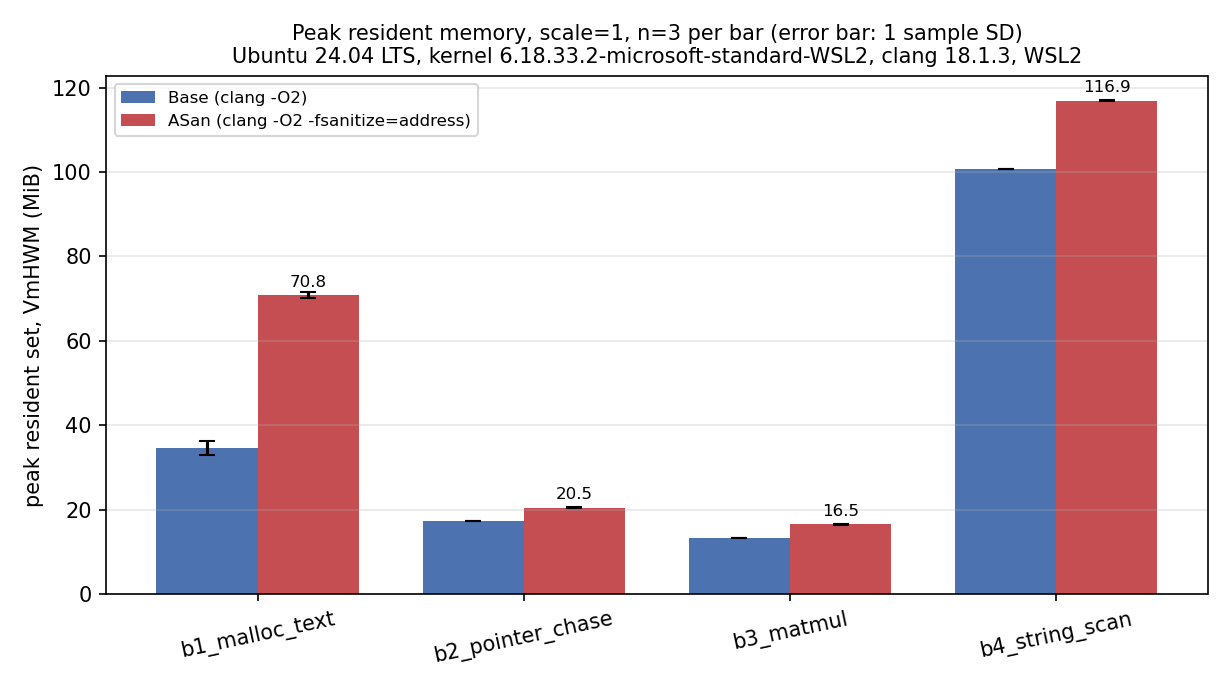 Peak resident memory, scale=1, n=3 per bar (error bar: 1 sample SD)
Ubuntu 24.04 LTS, kernel 6.18.33.2-microsoft-standard-WSL2, clang 18.1.3, WSL2
Base (clang -O2)
ASan (clang -O2 -fsanitize=address)
peak resident set, VmHWM (MiB)
120
100
80
60
40
20
0
70.8
20.5
16.5
116.9
b1_malloc_text
b2_pointer_chase
b3_matmul
b4_string_scan